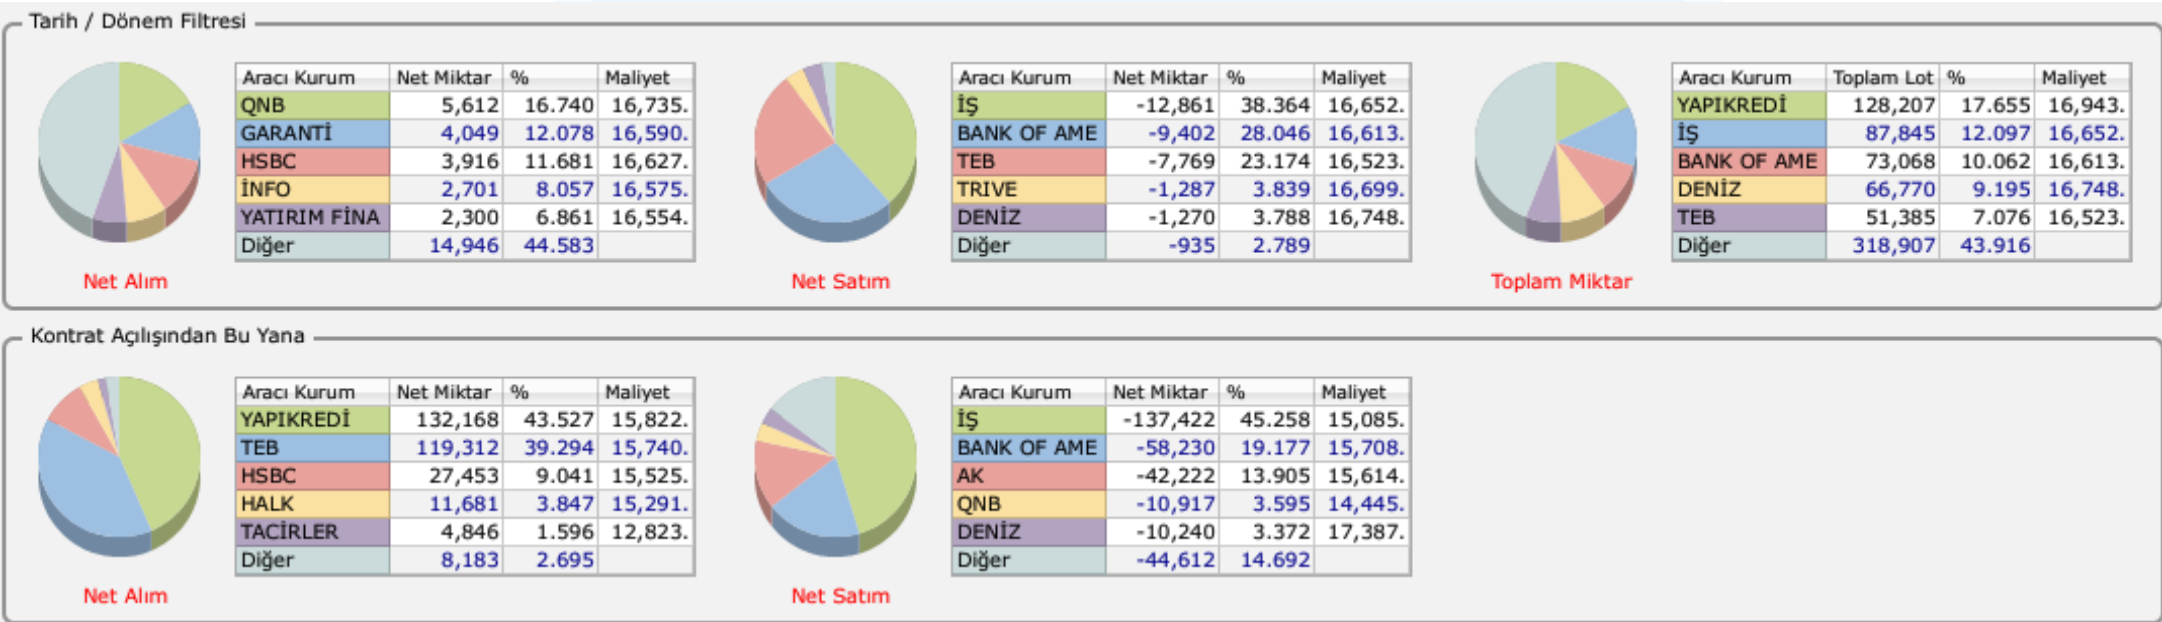 Tarih / Dönem Filtresi
Aracı Kurum Net Miktar % Maliyet
QNB 5,612 16.740 16,735.
GARANTİ 4,049 12.078 16,590.
HSBC 3,916 11.681 16,627.
İNFO 2,701 8.057 16,575.
YATIRIM FİNA 2,300 6.861 16,554.
Diğer 14,946 44.583
Net Alım
Aracı Kurum Net Miktar % Maliyet
İŞ -12,861 38.364 16,652.
BANK OF AME -9,402 28.046 16,613.
TEB -7,769 23.174 16,523.
TRIVE -1,287 3.839 16,699.
DENİZ -1,270 3.788 16,748.
Diğer -935 2.789
Net Satım
Aracı Kurum Toplam Lot % Maliyet
YAPIKREDİ 128,207 17.655 16,943.
İŞ 87,845 12.097 16,652.
BANK OF AME 73,068 10.062 16,613.
DENİZ 66,770 9.195 16,748.
TEB 51,385 7.076 16,523.
Diğer 318,907 43.916
Toplam Miktar
Kontrat Açılışından Bu Yana
Aracı Kurum Net Miktar % Maliyet
YAPIKREDİ 132,168 43.527 15,822.
TEB 119,312 39.294 15,740.
HSBC 27,453 9.041 15,525.
HALK 11,681 3.847 15,291.
TACİRLER 4,846 1.596 12,823.
Diğer 8,183 2.695
Net Alım
Aracı Kurum Net Miktar % Maliyet
İŞ -137,422 45.258 15,085.
BANK OF AME -58,230 19.177 15,708.
AK -42,222 13.905 15,614.
QNB -10,917 3.595 14,445.
DENİZ -10,240 3.372 17,387.
Diğer -44,612 14.692
Net Satım